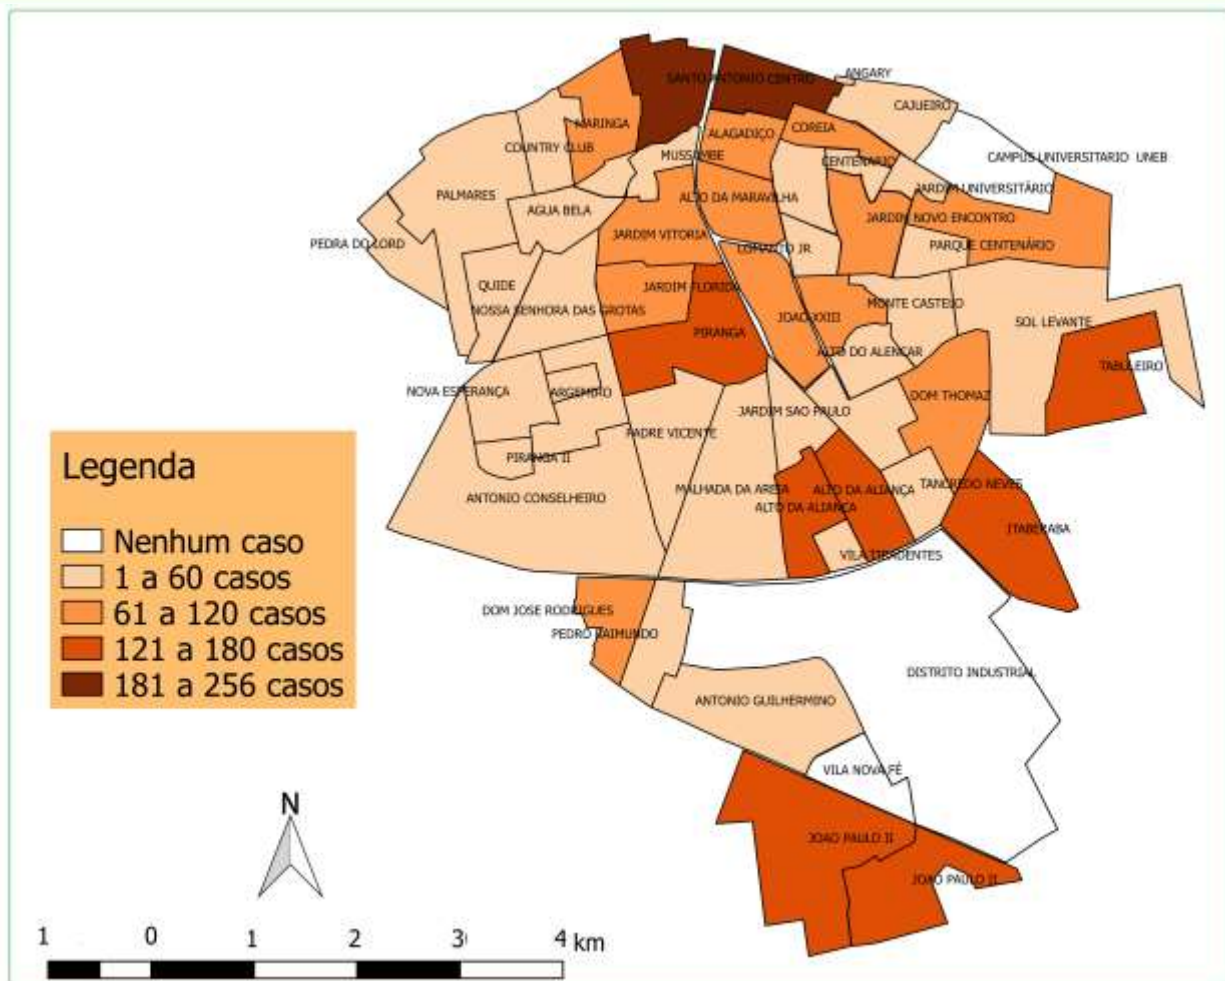 SANTO ANTONIO CENTRO
ANGARY
CAJUEIRO
MARINGA
ALAGADIÇO
COREIA
COUNTRY CLUB
MUSSAMBE
CENTENARIO
CAMPUS UNIVERSITARIO UNEB
PALMARES
ALTO DA MARAVILHA
JARDIM UNIVERSITÁRIO
AGUA BELA
JARDIN NOVO ENCONTRO
PEDRA DO LORD
JARDIM VITORIA
LOMANTO JR.
PARQUE CENTENÁRIO
QUIDE
JARDIM FLORIDA
NOSSA SENHORA DAS GROTAS
MONTE CASTELO
JOAO XXIII
SOL LEVANTE
PIRANGA
ALTO DO ALENCAR
TABULEIRO
NOVA ESPERANÇA
ARGEMIRO
DOM THOMAZ
JARDIM SAO PAULO
PADRE VICENTE
PIRANGA II
ANTONIO CONSELHEIRO
MALHADA DA AREIA
ALTO DA ALIANÇA
TANCREDO NEVES
ALTO DA ALIANÇA
ITABERABA
VILA TIRADENTES
DOM JOSE RODRIGUES
PEDRO RAIMUNDO
DISTRITO INDUSTRIAL
ANTONIO GUILHERMINO
VILA NOVA FÉ
JOAO PAULO II
JOAO PAULO II
Legenda
Nenhum caso
1 a 60 casos
61 a 120 casos
121 a 180 casos
181 a 256 casos
N
1 0 1 2 3 4 km